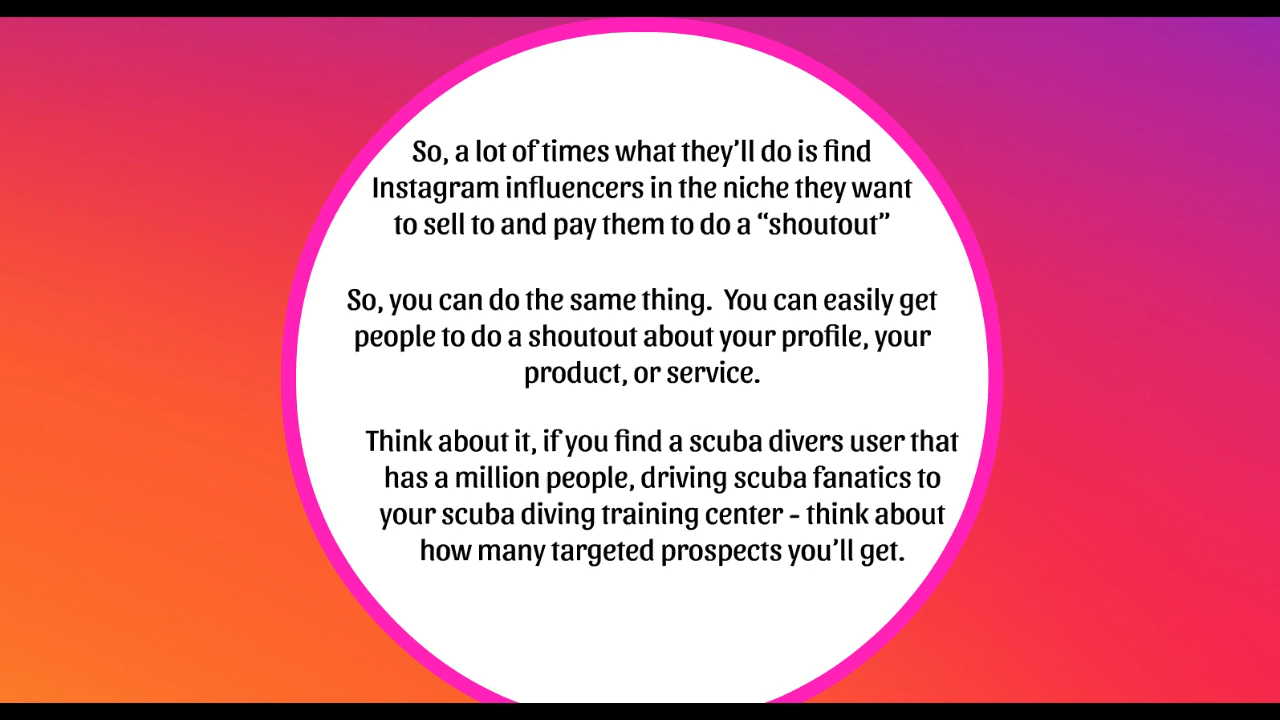 So, a lot of times what they’ll do is find
Instagram influencers in the niche they want
to sell to and pay them to do a “shoutout”
So, you can do the same thing.  You can easily get
people to do a shoutout about your profile, your
product, or service.
Think about it, if you find a scuba divers user that
has a million people, driving scuba fanatics to
your scuba diving training center - think about
how many targeted prospects you’ll get.